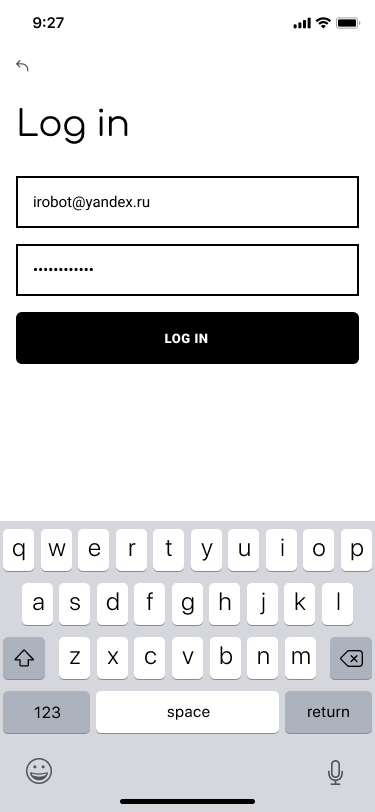 9:27
Log in
irobot@yandex.ru
••••••••••••
LOG IN
q w e r t y u i o p
a s d f g h j k l
z x c v b n m
123 space return